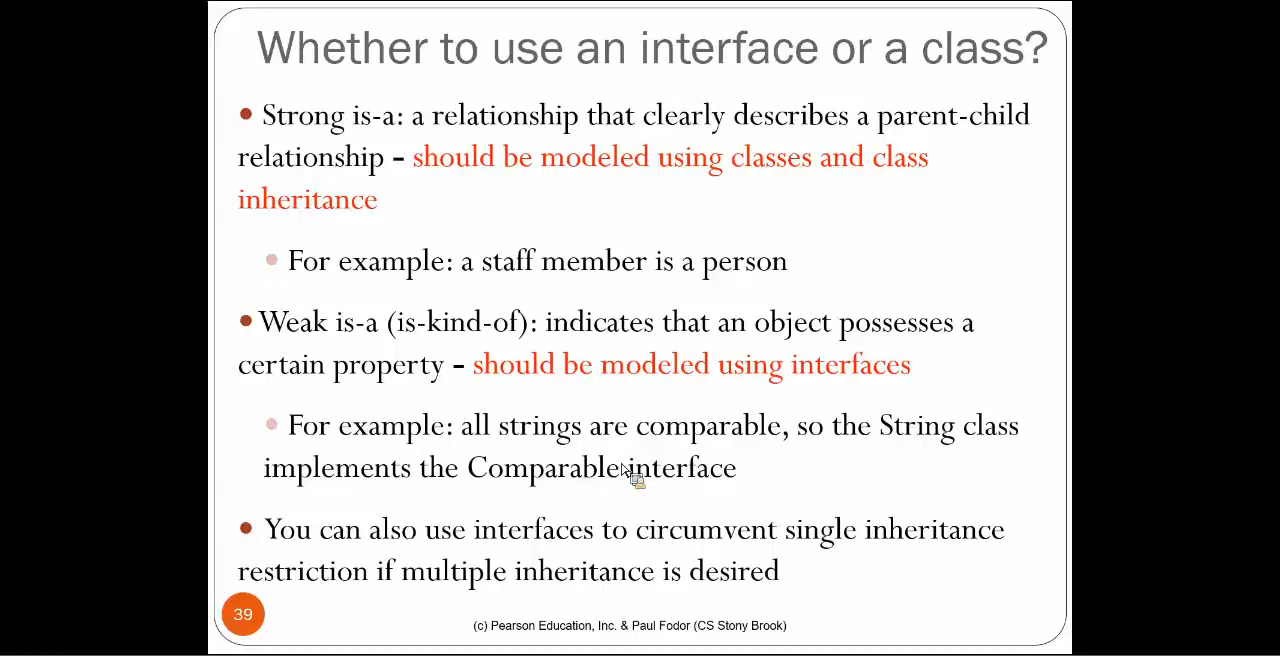 Whether to use an interface or a class?
• Strong is-a: a relationship that clearly describes a parent-child
relationship – should be modeled using classes and class
inheritance
• For example: a staff member is a person
• Weak is-a (is-kind-of): indicates that an object possesses a
certain property – should be modeled using interfaces
• For example: all strings are comparable, so the String class
implements the Comparable interface
• You can also use interfaces to circumvent single inheritance
restriction if multiple inheritance is desired
39
(c) Pearson Education, Inc. & Paul Fodor (CS Stony Brook)